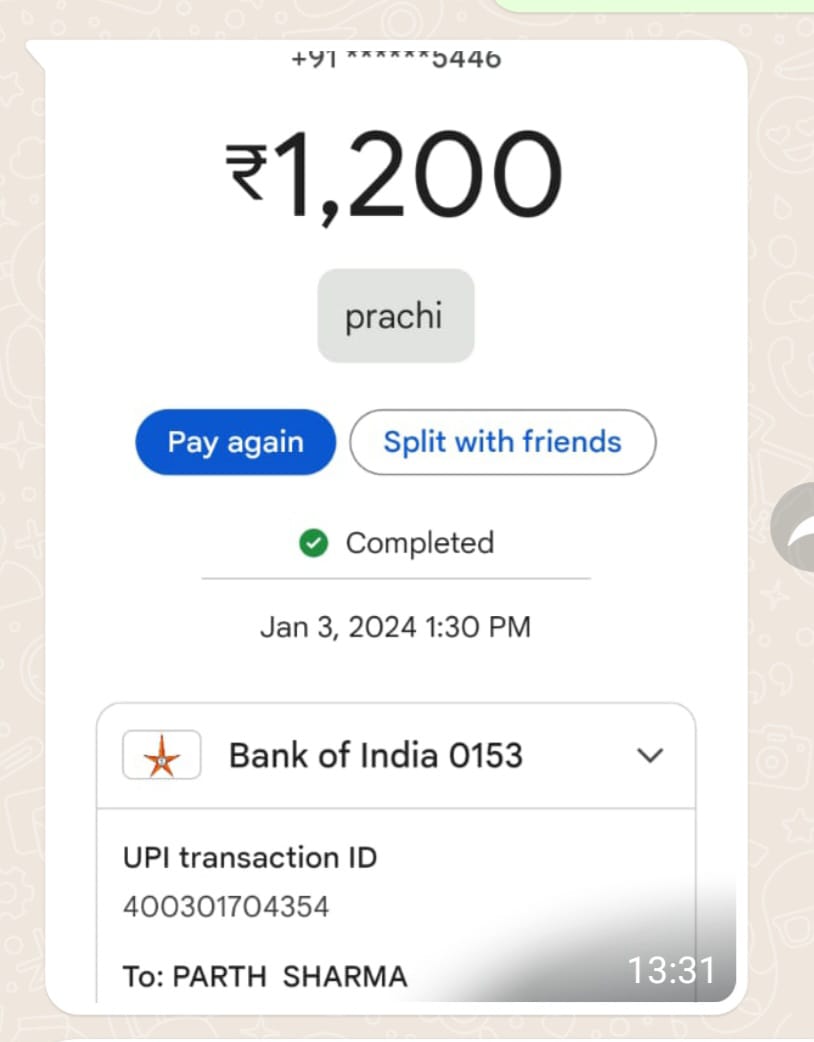 +91 ******5446
₹1,200
prachi
Pay again
Split with friends
Completed
Jan 3, 2024 1:30 PM
Bank of India 0153
UPI transaction ID
400301704354
To: PARTH SHARMA
13:31